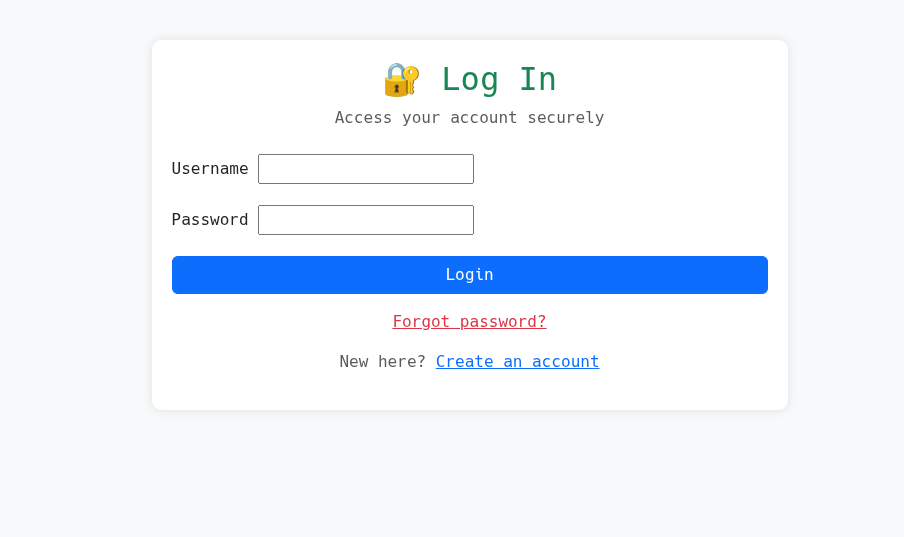 🔐 Log In
Access your account securely
Username
Password
Login
Forgot password?
New here? Create an account